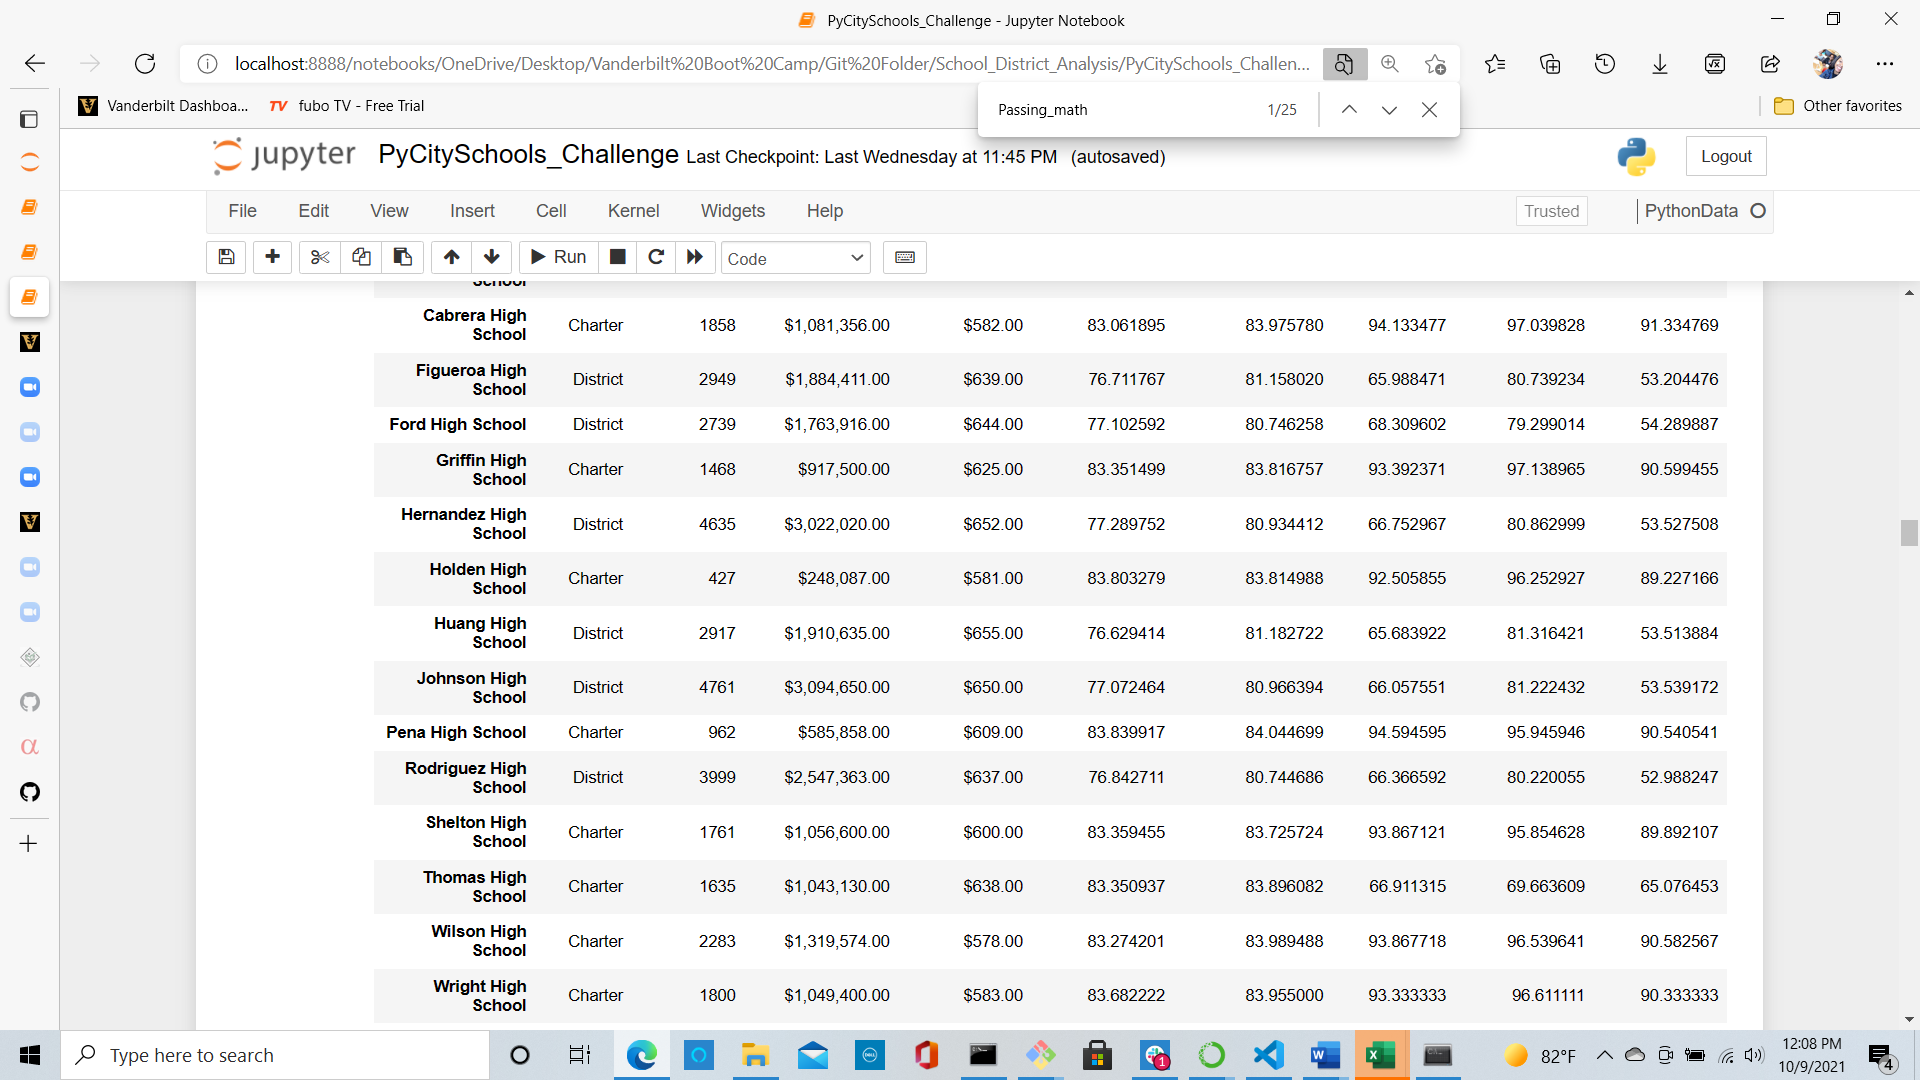 PyCitySchools_Challenge - Jupyter Notebook
localhost:8888/notebooks/OneDrive/Desktop/Vanderbilt%20Boot%20Camp/Git%20Folder/School_District_Analysis/PyCitySchools_Challen...
Vanderbilt Dashboa... TV fubo TV - Free Trial Other favorites
Passing_math 1/25
jupyter PyCitySchools_Challenge Last Checkpoint: Last Wednesday at 11:45 PM (autosaved) Logout
File Edit View Insert Cell Kernel Widgets Help Trusted PythonData
Run Code
School
Cabrera High
School Charter 1858 $1,081,356.00 $582.00 83.061895 83.975780 94.133477 97.039828 91.334769
Figueroa High
School District 2949 $1,884,411.00 $639.00 76.711767 81.158020 65.988471 80.739234 53.204476
Ford High School District 2739 $1,763,916.00 $644.00 77.102592 80.746258 68.309602 79.299014 54.289887
Griffin High
School Charter 1468 $917,500.00 $625.00 83.351499 83.816757 93.392371 97.138965 90.599455
Hernandez High
School District 4635 $3,022,020.00 $652.00 77.289752 80.934412 66.752967 80.862999 53.527508
Holden High
School Charter 427 $248,087.00 $581.00 83.803279 83.814988 92.505855 96.252927 89.227166
Huang High
School District 2917 $1,910,635.00 $655.00 76.629414 81.182722 65.683922 81.316421 53.513884
Johnson High
School District 4761 $3,094,650.00 $650.00 77.072464 80.966394 66.057551 81.222432 53.539172
Pena High School Charter 962 $585,858.00 $609.00 83.839917 84.044699 94.594595 95.945946 90.540541
Rodriguez High
School District 3999 $2,547,363.00 $637.00 76.842711 80.744686 66.366592 80.220055 52.988247
Shelton High
School Charter 1761 $1,056,600.00 $600.00 83.359455 83.725724 93.867121 95.854628 89.892107
Thomas High
School Charter 1635 $1,043,130.00 $638.00 83.350937 83.896082 66.911315 69.663609 65.076453
Wilson High
School Charter 2283 $1,319,574.00 $578.00 83.274201 83.989488 93.867718 96.539641 90.582567
Wright High
School Charter 1800 $1,049,400.00 $583.00 83.682222 83.955000 93.333333 96.611111 90.333333
Type here to search 1 82°F 12:08 PM
10/9/2021 4